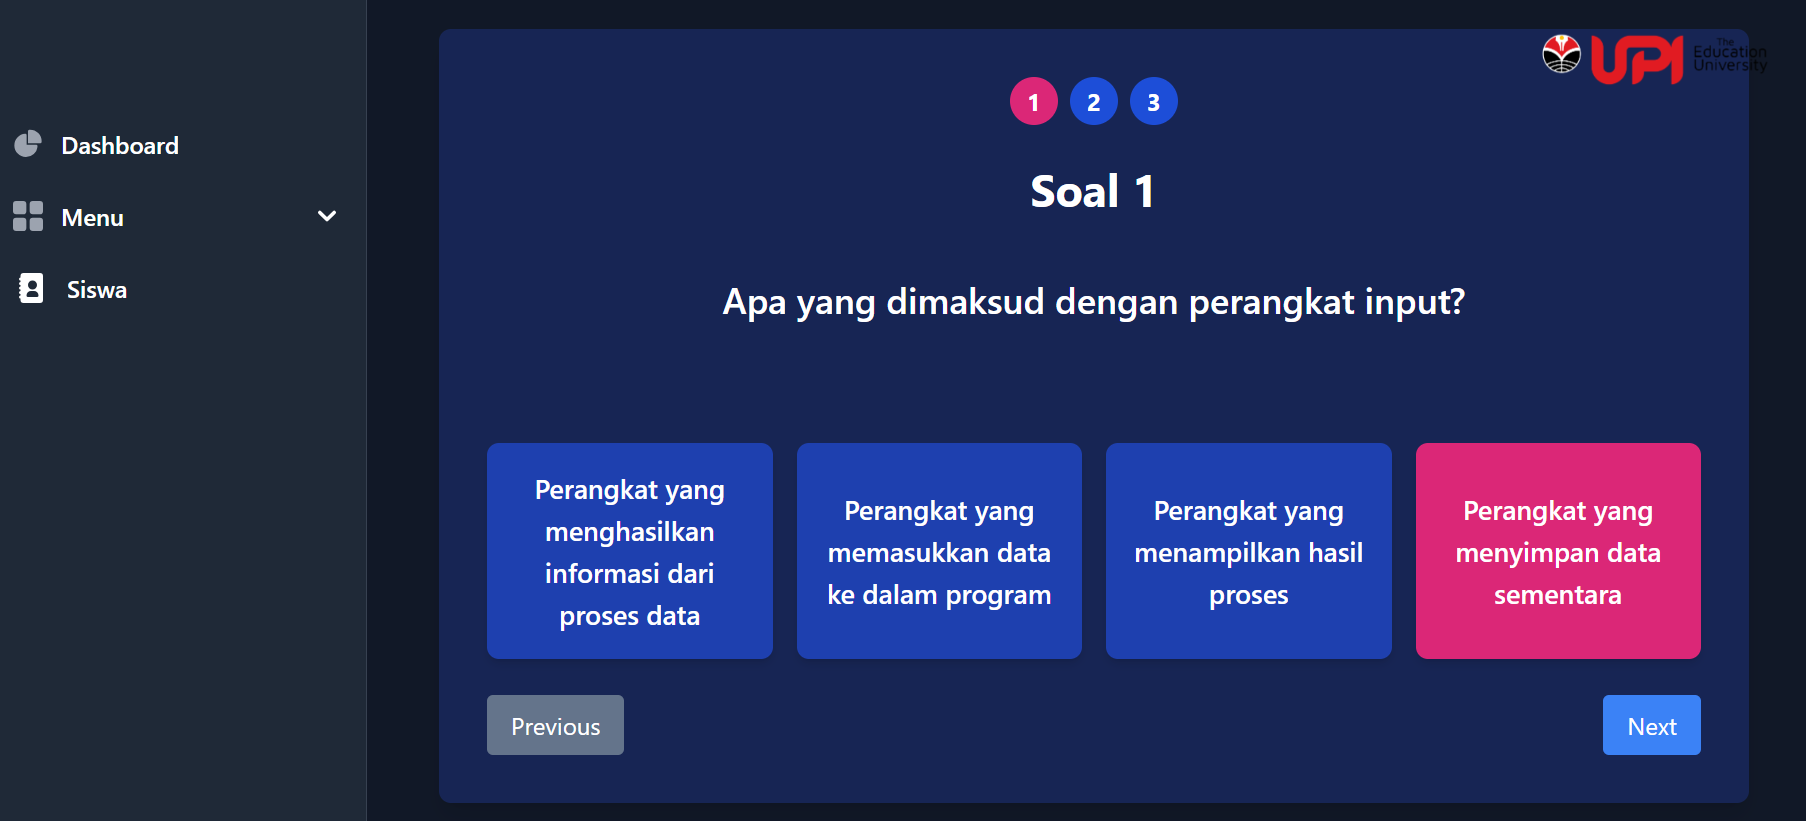 Dashboard
Menu
Siswa
UPI
The
Education
University
1 2 3
Soal 1
Apa yang dimaksud dengan perangkat input?
Perangkat yang
menghasilkan
informasi dari
proses data
Perangkat yang
memasukkan data
ke dalam program
Perangkat yang
menampilkan hasil
proses
Perangkat yang
menyimpan data
sementara
Previous
Next